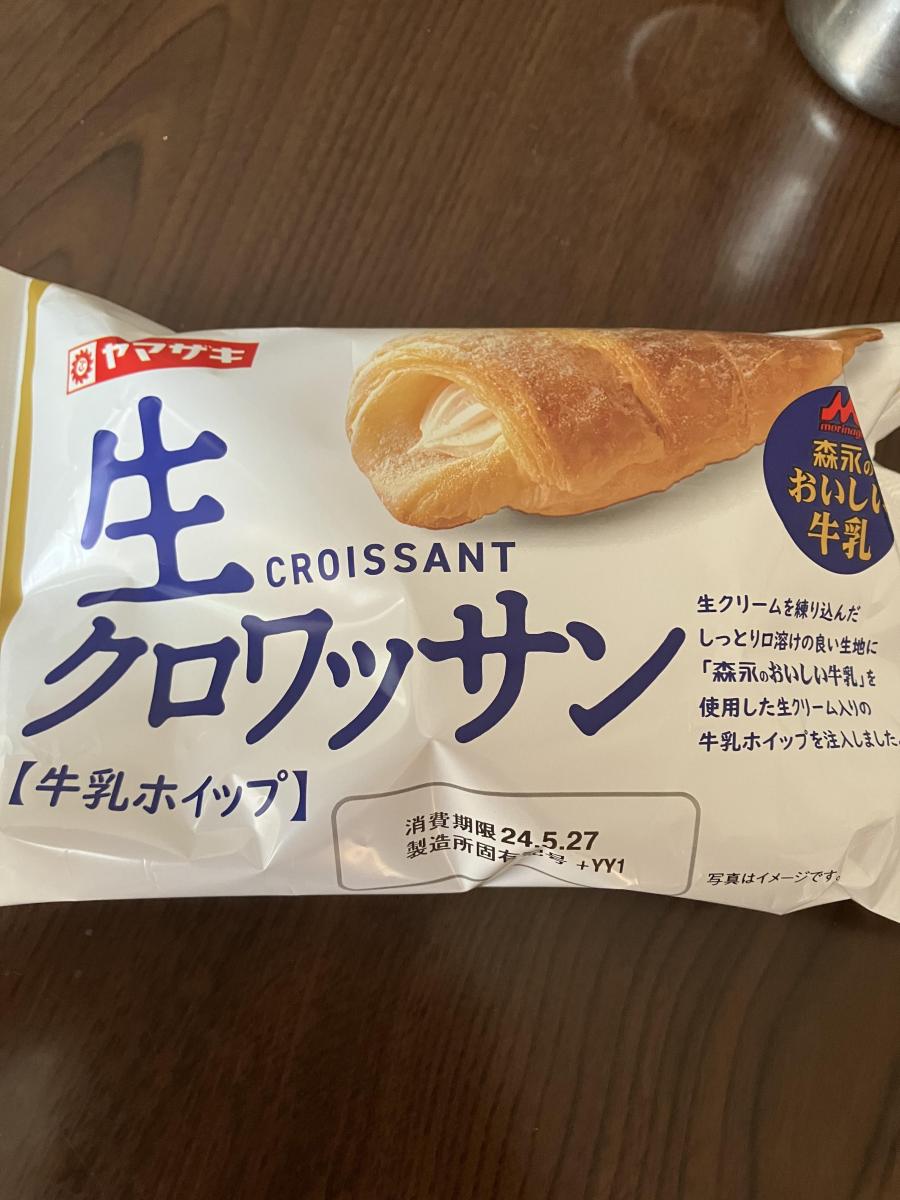 ヤマザキ
生
CROISSANT
クロワッサン
【牛乳ホイップ】
森永の
おいしい
牛乳
生クリームを練り込んだ
しっとり口溶けの良い生地に
「森永のおいしい牛乳」を
使用した生クリーム入りの
牛乳ホイップを注入しました。
消費期限 24.5.27
製造所固有記号 +YY1
写真はイメージです。